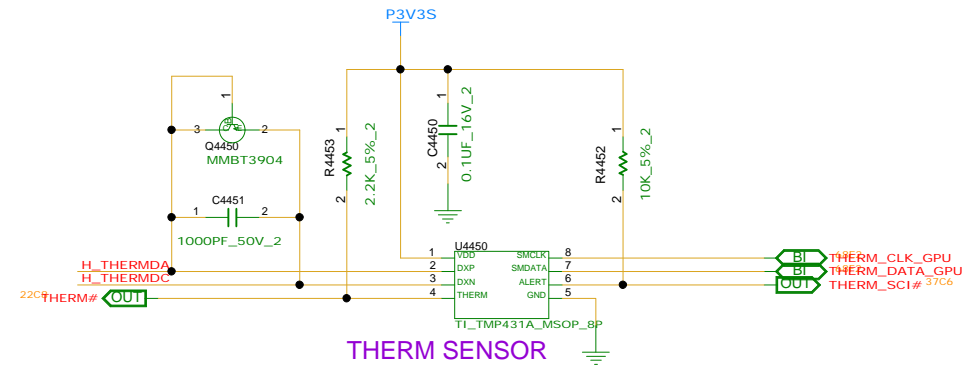 P3V3S
1
3
2
Q4450
MMBT3904
C4451
1
2
1000PF_50V_2
1
R4453
2.2K_5%_2
2
1
C4450
0.1UF_16V_2
2
1
R4452
10K_5%_2
2
U4450
H_THERMDA
H_THERMDC
THERM#
OUT
1 VDD
2 DXP
3 DXN
4 THERM
SMCLK 8
SMDATA 7
ALERT 6
GND 5
TI_TMP431A_MSOP_8P
BI THERM_CLK_GPU
BI THERM_DATA_GPU
OUT THERM_SCI# 37C6
THERM SENSOR